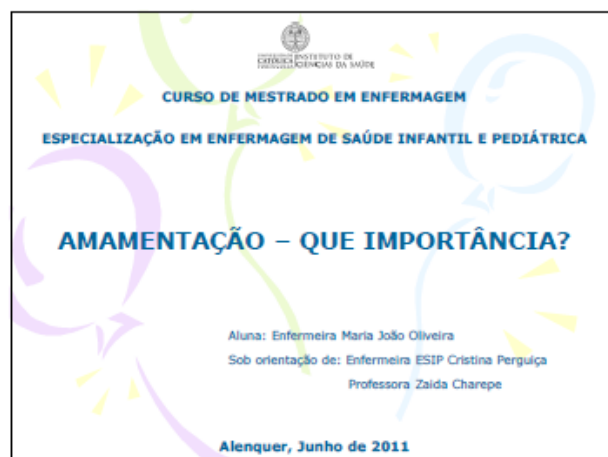 CATÓLICA INSTITUTO DE
CIÊNCIAS DA SAÚDE
CURSO DE MESTRADO EM ENFERMAGEM
ESPECIALIZAÇÃO EM ENFERMAGEM DE SAÚDE INFANTIL E PEDIÁTRICA
AMAMENTAÇÃO – QUE IMPORTÂNCIA?
Aluna: Enfermeira Maria João Oliveira
Sob orientação de: Enfermeira ESIP Cristina Perguiça
Professora Zaida Charepe
Alenquer, Junho de 2011